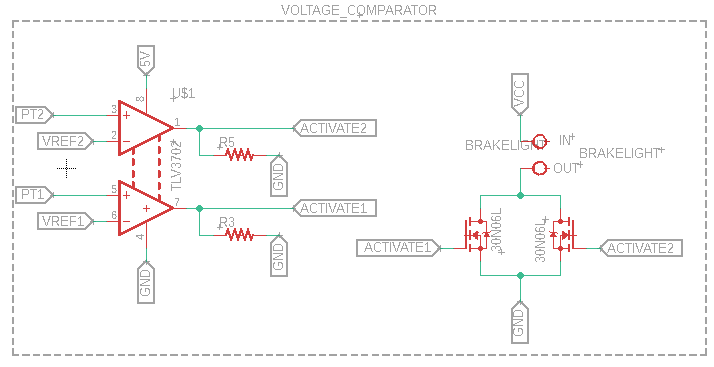 VOLTAGE_COMPARATOR
5V
8
U$1
PT2
3
1
ACTIVATE2
VREF2
2
R5
GND
TLV3702
PT1
5
7
ACTIVATE1
VREF1
6
R3
GND
4
GND
VCC
IN
BRAKELIGHT
BRAKELIGHT
OUT
30N06L
30N06L
ACTIVATE1
ACTIVATE2
GND